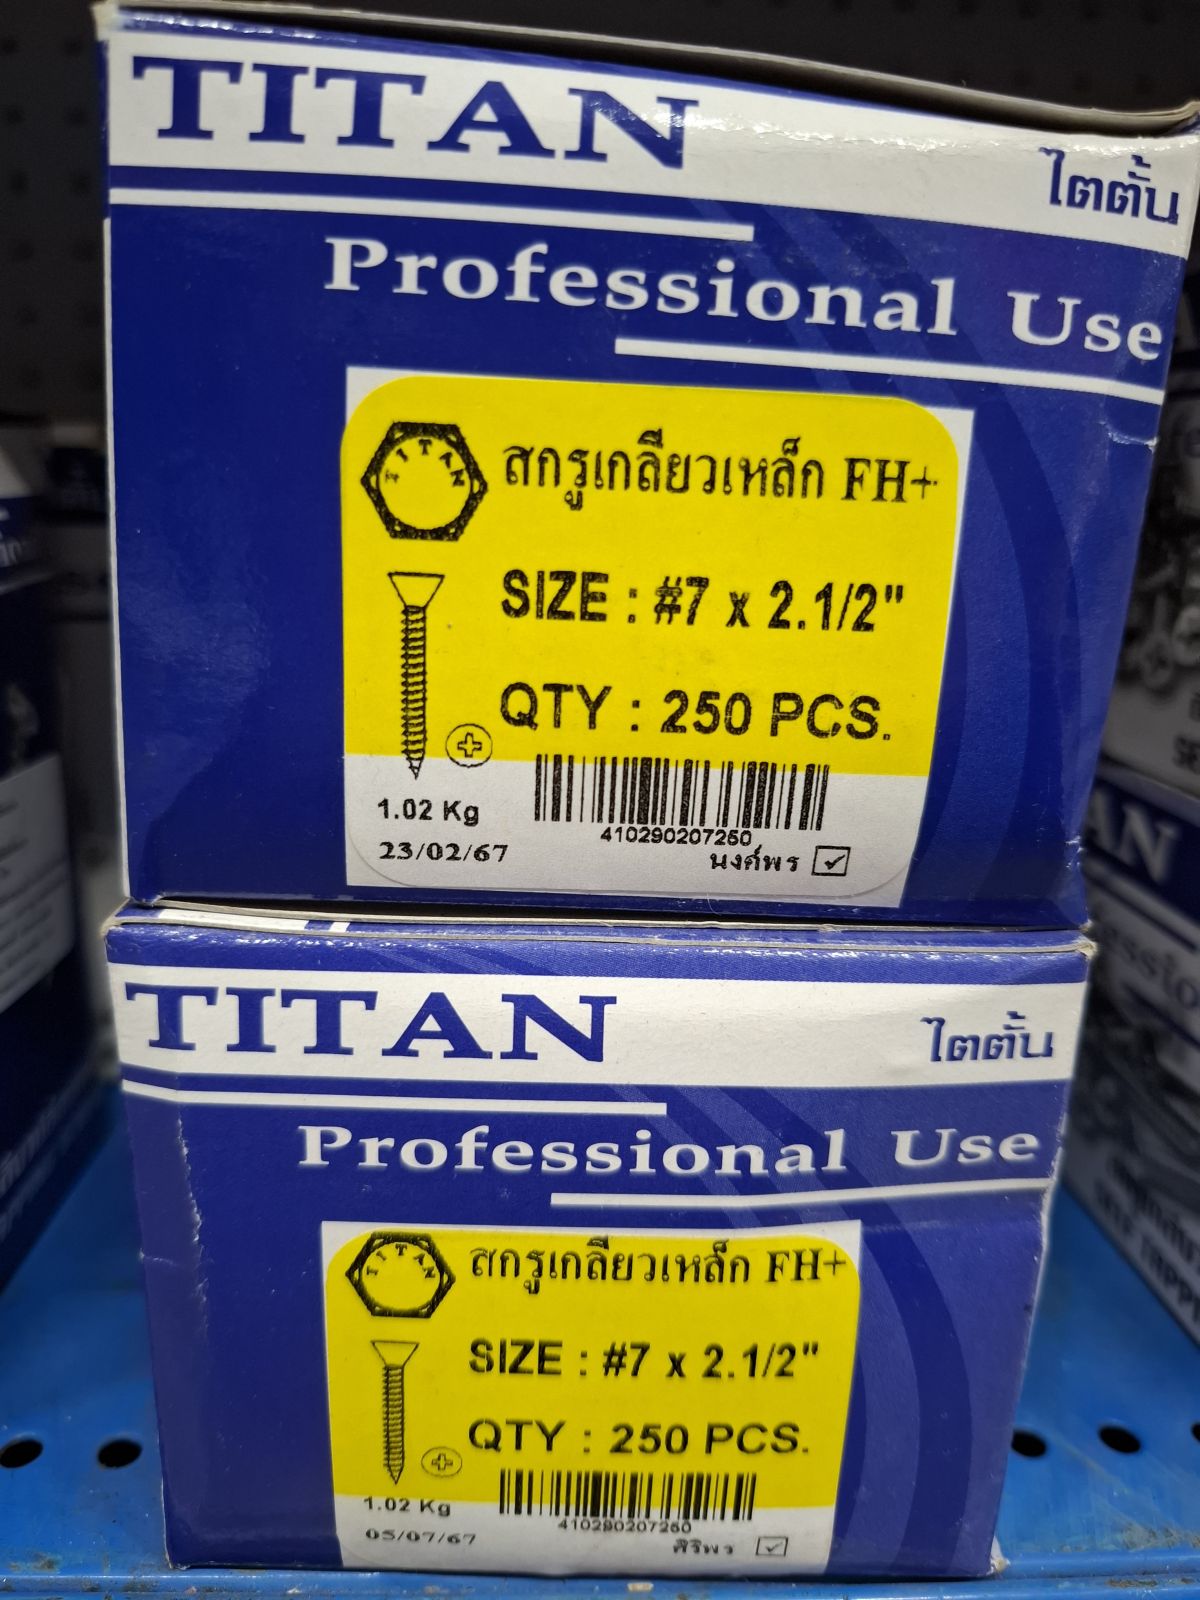 TITAN
ไตตั้น
Professional Use
TITAN
สกรูเกลียวเหล็ก FH+
SIZE : #7 x 2.1/2"
QTY : 250 PCS.
1.02 Kg
410290207250
23/02/67
นงค์พร
TITAN
ไตตั้น
Professional Use
TITAN
สกรูเกลียวเหล็ก FH+
SIZE : #7 x 2.1/2"
QTY : 250 PCS.
1.02 Kg
410290207250
05/07/67
ศิริพร